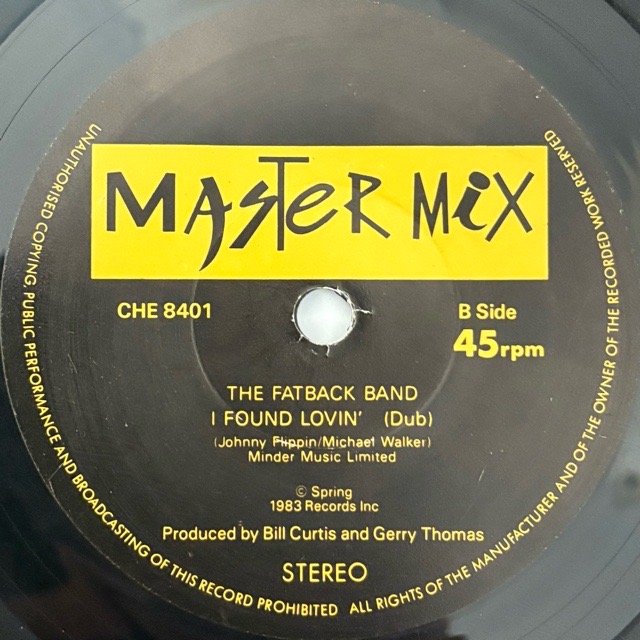 MASTER MIX
CHE 8401
B Side
45rpm
THE FATBACK BAND
I FOUND LOVIN' (Dub)
(Johnny Flippin/Michael Walker)
Minder Music Limited
© Spring
1983 Records Inc
Produced by Bill Curtis and Gerry Thomas
STEREO
UNAUTHORISED COPYING, PUBLIC PERFORMANCE AND BROADCASTING OF THIS RECORD PROHIBITED ALL RIGHTS OF THE MANUFACTURER AND OF THE OWNER OF THE RECORDED WORK RESERVED